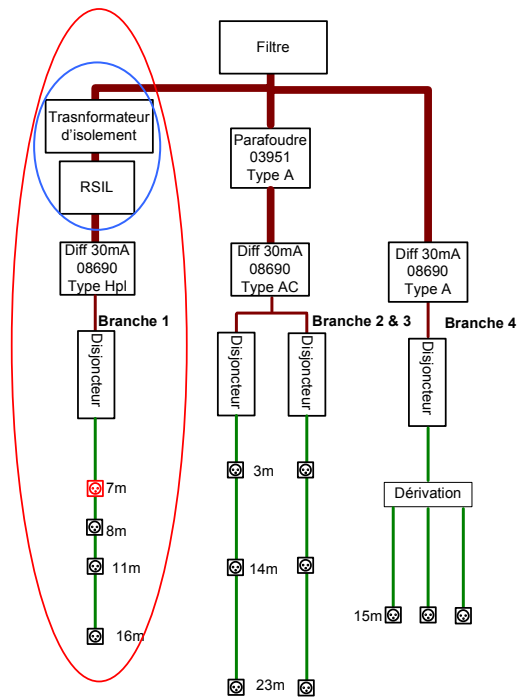 Filtre
Trasnformateur
d'isolement
RSIL
Parafoudre
03951
Type A
Diff 30mA
08690
Type Hpl
Diff 30mA
08690
Type AC
Diff 30mA
08690
Type A
Branche 1
Branche 2 & 3
Branche 4
Disjoncteur
Disjoncteur
Disjoncteur
Disjoncteur
7m
8m
11m
16m
3m
14m
23m
Dérivation
15m